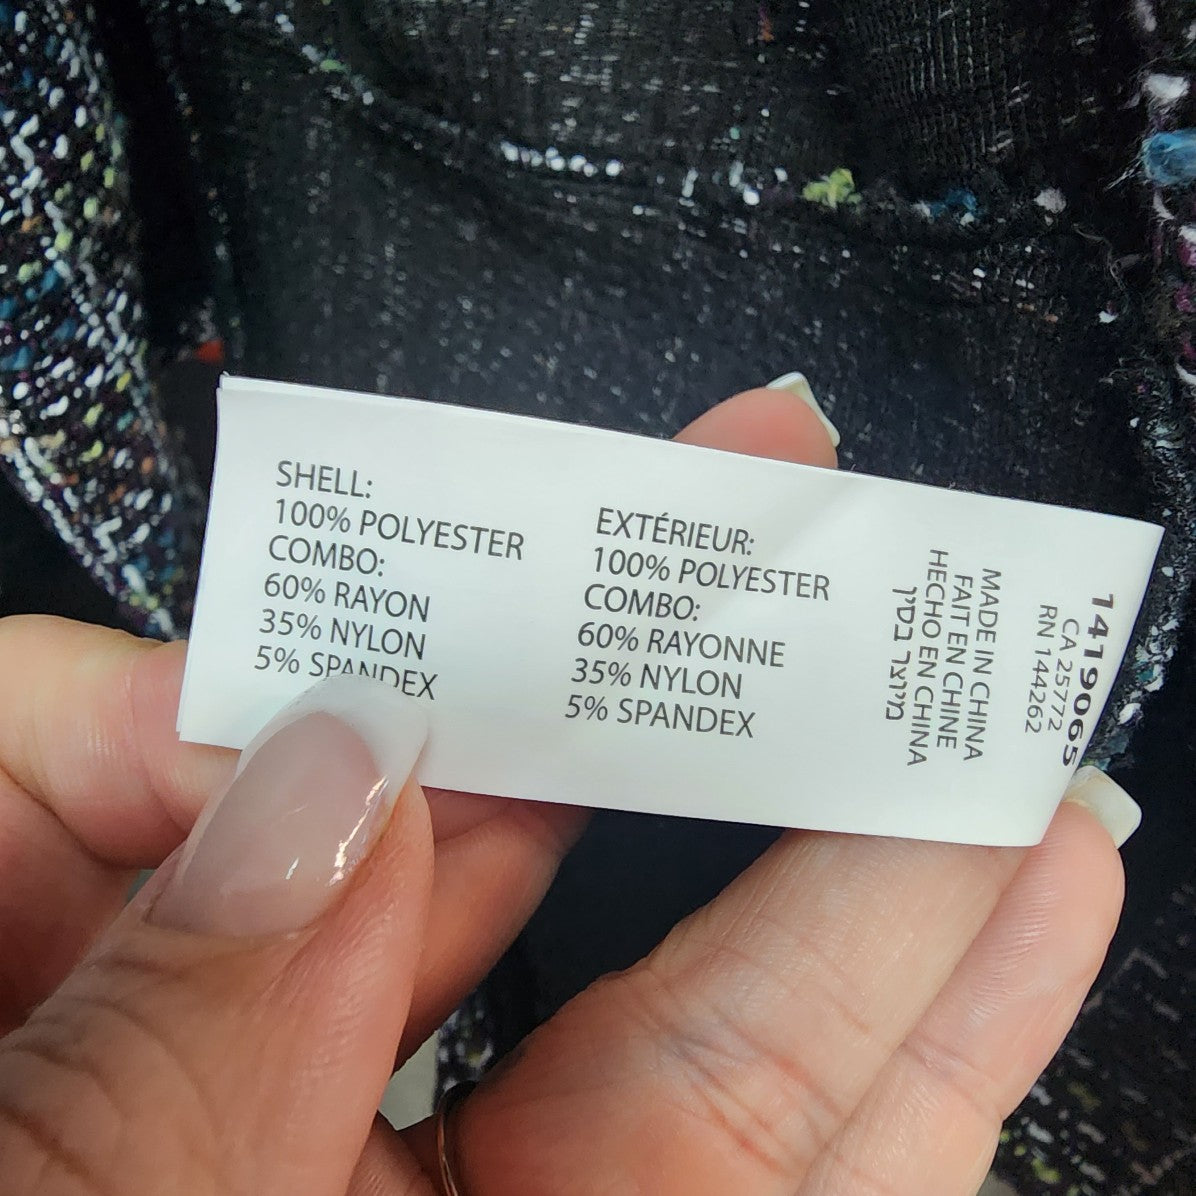 SHELL:
100% POLYESTER
COMBO:
60% RAYON
35% NYLON
5% SPANDEX
EXTÉRIEUR:
100% POLYESTER
COMBO:
60% RAYONNE
35% NYLON
5% SPANDEX
MADE IN CHINA
FAIT EN CHINE
HECHO EN CHINA
מיוצר בסין
1419065
CA 25772
RN 144262